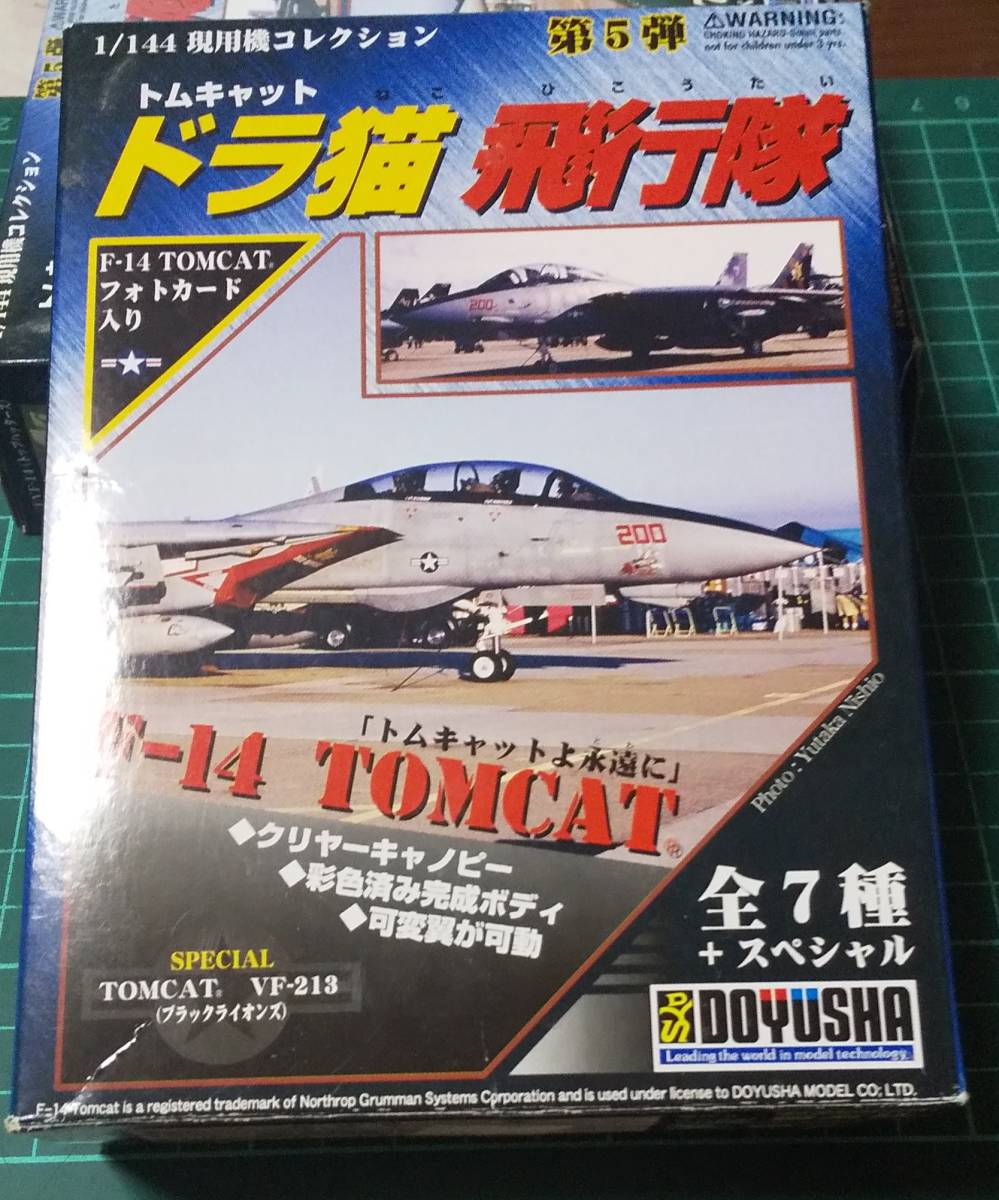 1/144 現用機コレクション
第5弾
⚠WARNING:
CHOKING HAZARD-Small parts
not for children under 3 yrs.
トムキャット
ねこ ひこうたい
ドラ猫 飛行隊
F-14 TOMCAT®
フォトカード
入り
200
200
「トムキャットよ永遠に」
F-14 TOMCAT®
Photo : Yutaka Nishio
◆クリヤーキャノピー
◆彩色済み完成ボディ
◆可変翼が可動
全7種
+スペシャル
SPECIAL
TOMCAT® VF-213
(ブラックライオンズ)
DOYUSHA
Leading the world in model technology.
F-14 Tomcat is a registered trademark of Northrop Grumman Systems Corporation and is used under license to DOYUSHA MODEL CO; LTD.